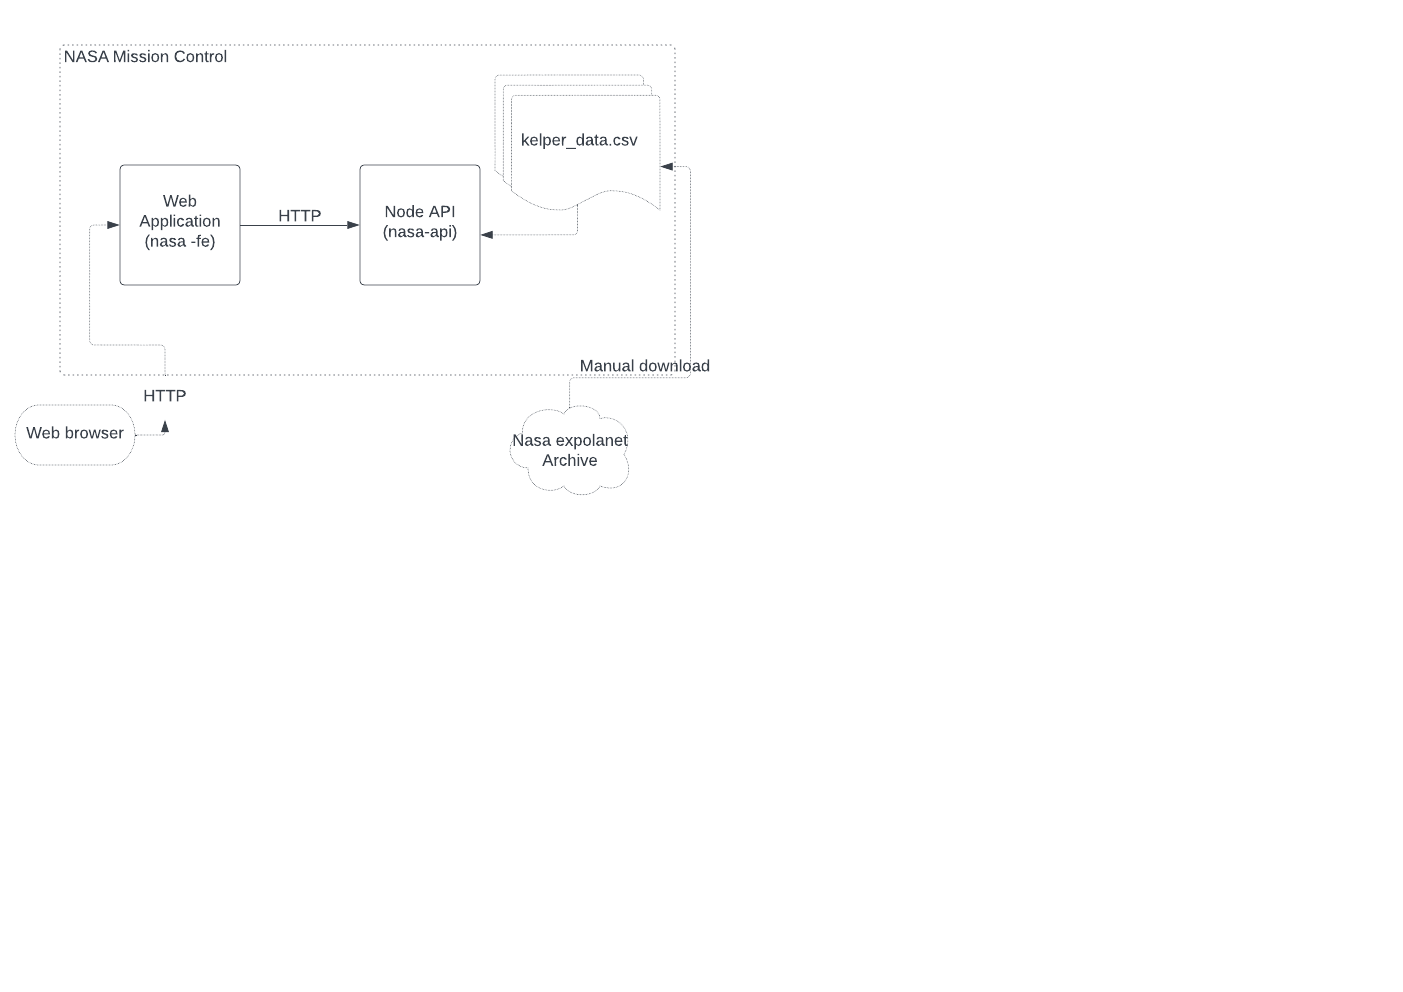 NASA Mission Control
kelper_data.csv
Web
Application
(nasa -fe)
HTTP
Node API
(nasa-api)
Manual download
HTTP
Web browser
Nasa expolanet
Archive